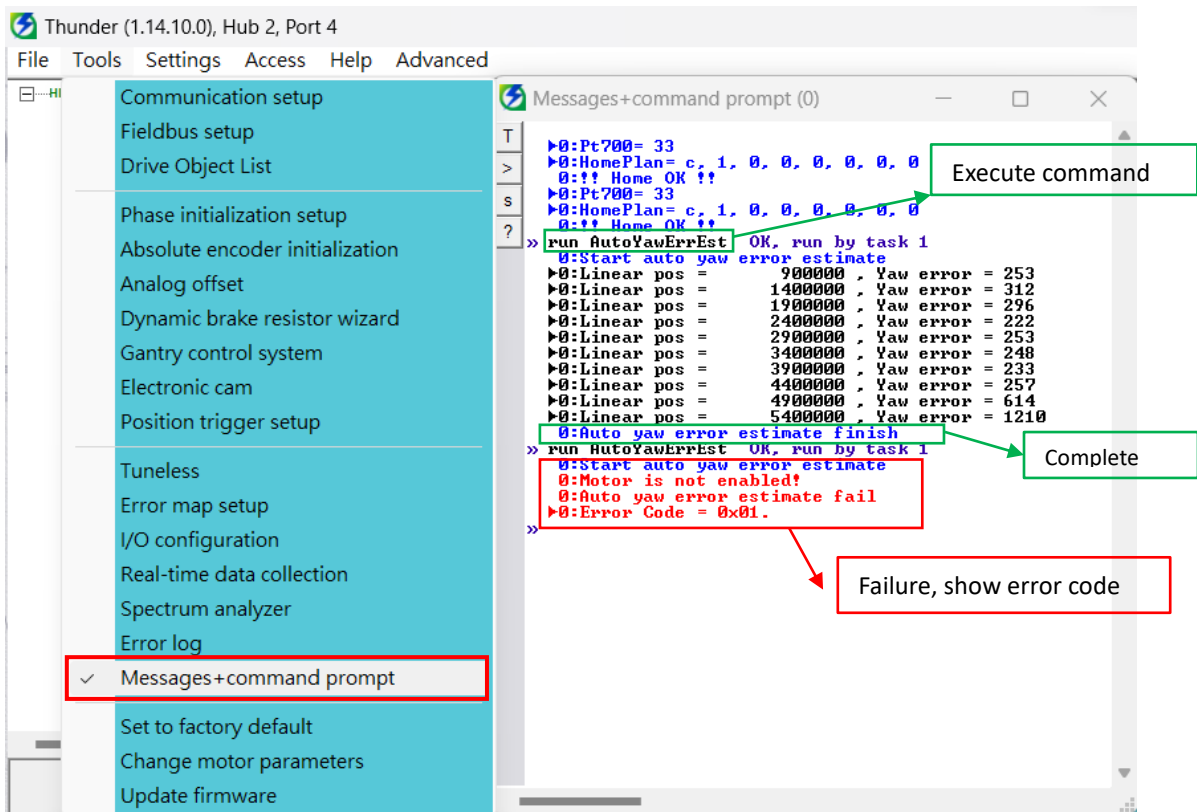 Thunder (1.14.10.0), Hub 2, Port 4
File Tools Settings Access Help Advanced
Communication setup
Fieldbus setup
Drive Object List
Phase initialization setup
Absolute encoder initialization
Analog offset
Dynamic brake resistor wizard
Gantry control system
Electronic cam
Position trigger setup
Tuneless
Error map setup
I/O configuration
Real-time data collection
Spectrum analyzer
Error log
✓ Messages+command prompt
Set to factory default
Change motor parameters
Update firmware
Messages+command prompt (0)
T
>
s
?
▶0:Pt700= 33
▶0:HomePlan= c, 1, 0, 0, 0, 0, 0, 0
0:!! Home OK !!
▶0:Pt700= 33
▶0:HomePlan= c, 1, 0, 0, 0, 0, 0, 0
0:!! Home OK !!
» run AutoYawErrEst OK, run by task 1
0:Start auto yaw error estimate
▶0:Linear pos = 900000 , Yaw error = 253
▶0:Linear pos = 1400000 , Yaw error = 312
▶0:Linear pos = 1900000 , Yaw error = 296
▶0:Linear pos = 2400000 , Yaw error = 222
▶0:Linear pos = 2900000 , Yaw error = 253
▶0:Linear pos = 3400000 , Yaw error = 248
▶0:Linear pos = 3900000 , Yaw error = 233
▶0:Linear pos = 4400000 , Yaw error = 257
▶0:Linear pos = 4900000 , Yaw error = 614
▶0:Linear pos = 5400000 , Yaw error = 1210
0:Auto yaw error estimate finish
» run AutoYawErrEst OK, run by task 1
0:Start auto yaw error estimate
0:Motor is not enabled!
0:Auto yaw error estimate fail
▶0:Error Code = 0x01.
»
Execute command
Complete
Failure, show error code